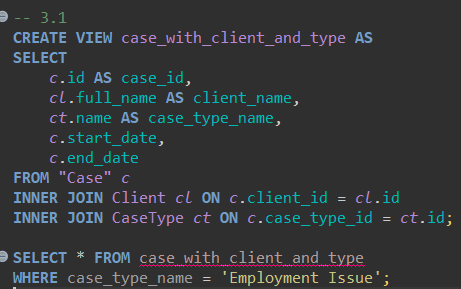 -- 3.1
CREATE VIEW case_with_client_and_type AS
SELECT
    c.id AS case_id,
    cl.full_name AS client_name,
    ct.name AS case_type_name,
    c.start_date,
    c.end_date
FROM "Case" c
INNER JOIN Client cl ON c.client_id = cl.id
INNER JOIN CaseType ct ON c.case_type_id = ct.id;
SELECT * FROM case_with_client_and_type
WHERE case_type_name = 'Employment Issue';